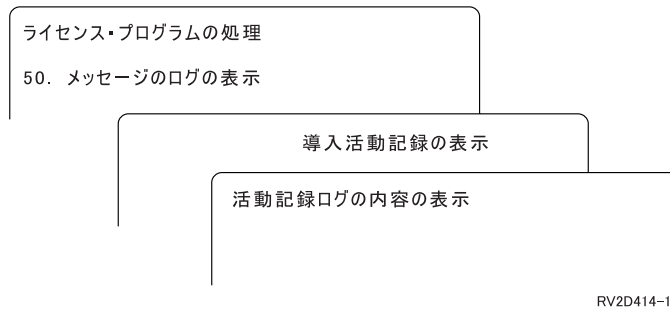 ライセンス・プログラムの処理
50. メッセージのログの表示
導入活動記録の表示
活動記録ログの内容の表示
RV2D414-1